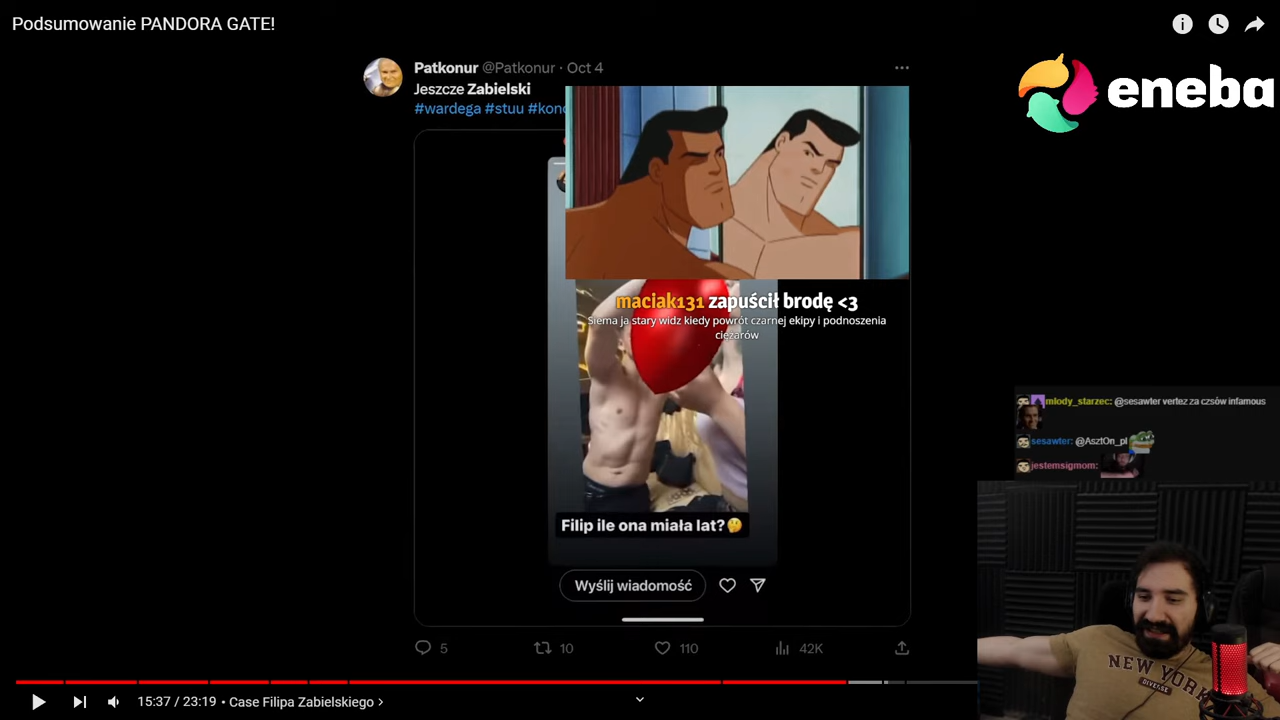 Podsumowanie PANDORA GATE!
Patkonur @Patkonur · Oct 4
Jeszcze Zabielski
#wardega #stuu
eneba
maciak131 zapuścił brodę <3
Siema ja stary widz kiedy powrót czarnej ekipy i podnoszenia
ciężarów
mlody_starzec: @sesawter vertez za czsów infamous
sesawter: @AsztOn_pl
jestemsigmom:
Filip ile ona miała lat?🤔
Wyślij wiadomość
5 10 110 42K
NEW YORK
DIVERSE
15:37 / 23:19 • Case Filipa Zabielskiego >